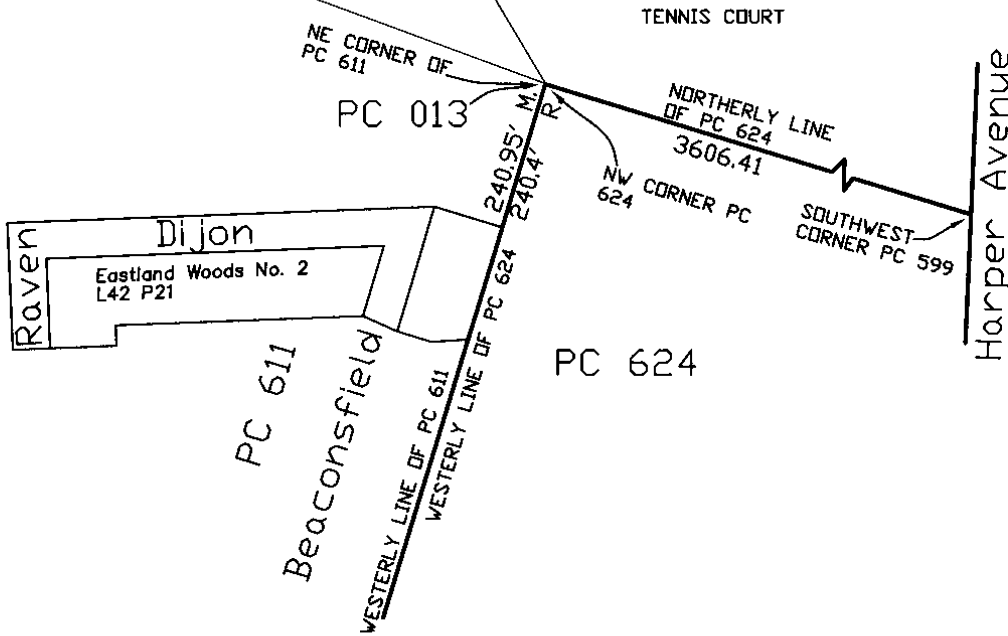 TENNIS COURT
NE CORNER OF
PC 611
PC 013
240.95' M.
240.4' R.
NORTHERLY LINE
OF PC 624
3606.41
NW CORNER PC
624
SOUTHWEST
CORNER PC 599
Harper Avenue
Raven
Dijon
Eastland Woods No. 2
L42 P21
PC 611
Beaconsfield
WESTERLY LINE OF PC 611
WESTERLY LINE OF PC 624
PC 624